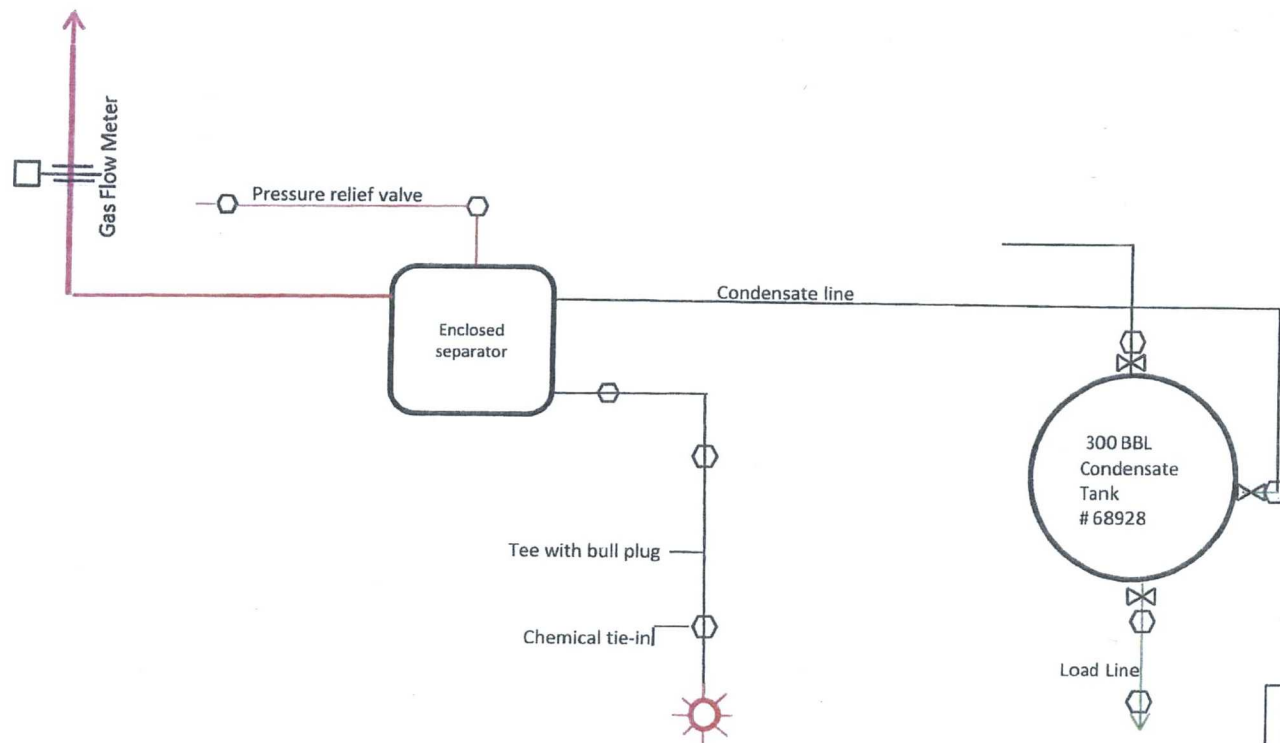 Gas Flow Meter
Pressure relief valve
Condensate line
Enclosed
separator
300 BBL
Condensate
Tank
# 68928
Tee with bull plug
Chemical tie-in
Load Line